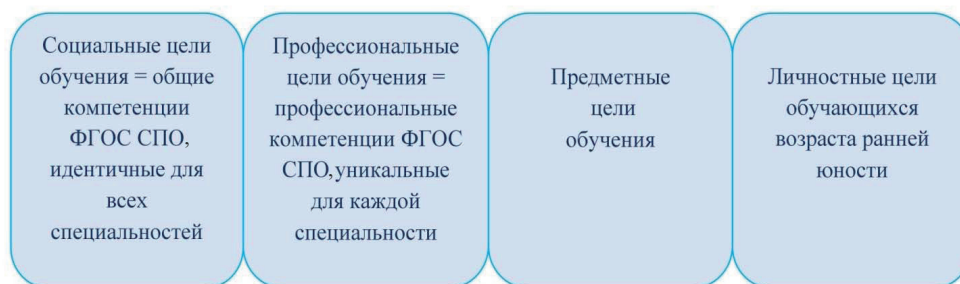 Социальные цели
обучения = общие
компетенции
ФГОС СПО,
идентичные для
всех
специальностей
Профессиональные
цели обучения =
профессиональные
компетенции ФГОС
СПО,уникальные
для каждой
специальности
Предметные
цели
обучения
Личностные цели
обучающихся
возраста ранней
юности